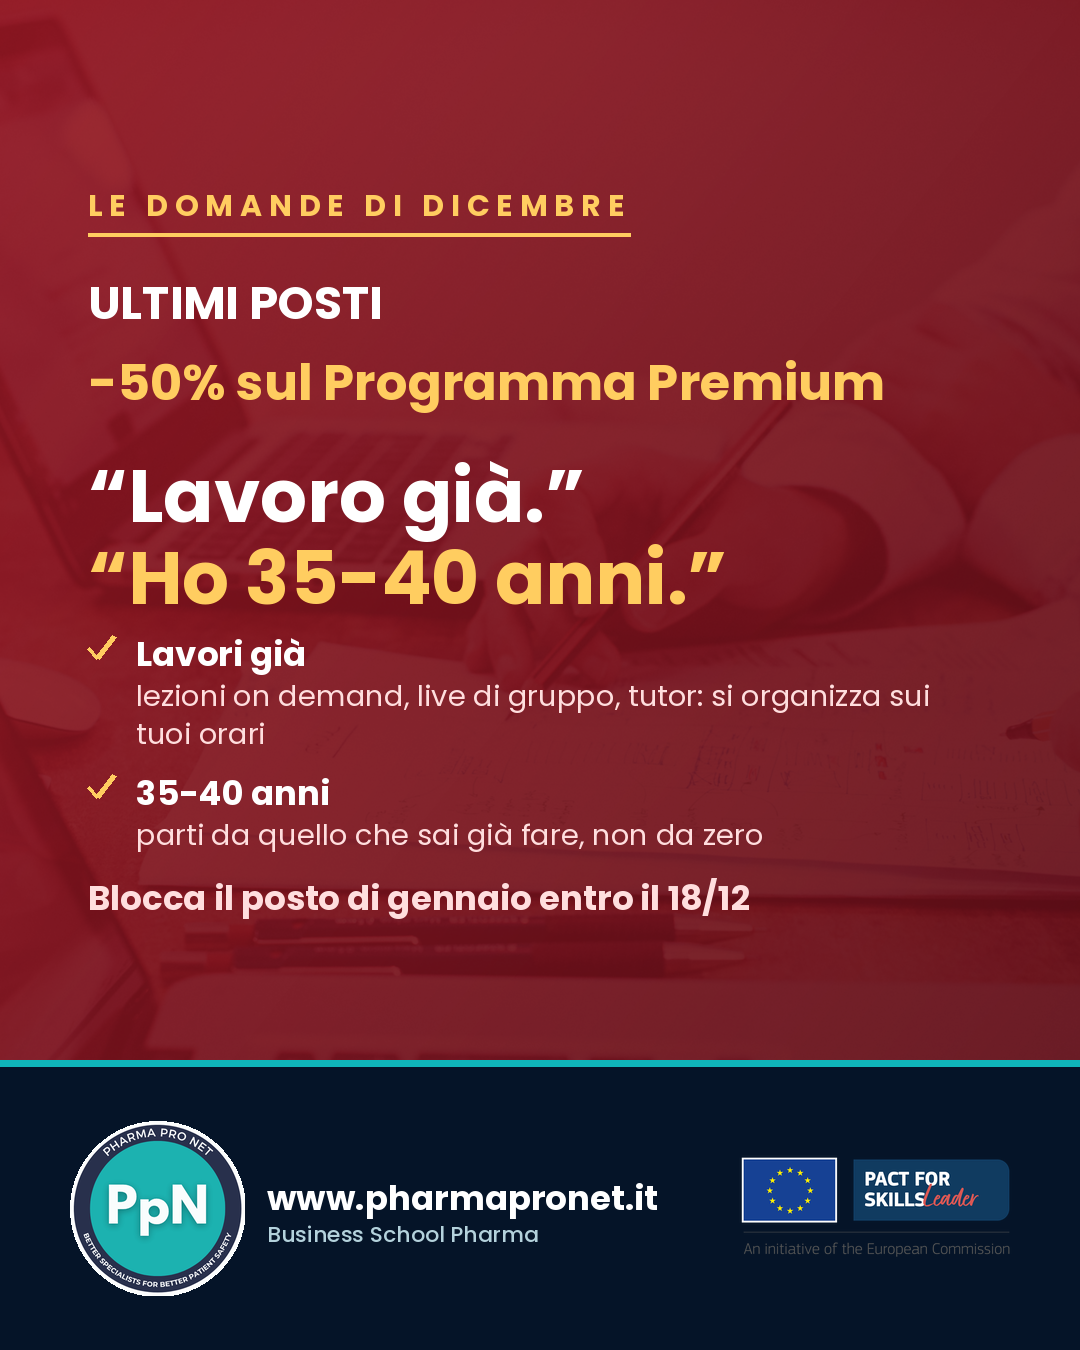 LE DOMANDE DI DICEMBRE
ULTIMI POSTI
-50% sul Programma Premium
“Lavoro già.”
“Ho 35-40 anni.”
Lavori già
lezioni on demand, live di gruppo, tutor: si organizza sui
tuoi orari
35-40 anni
parti da quello che sai già fare, non da zero
Blocca il posto di gennaio entro il 18/12
PHARMA PRO NET
PpN
BETTER SPECIALISTS FOR BETTER PATIENT SAFETY
www.pharmapronet.it
Business School Pharma
PACT FOR
SKILLS Leader
An initiative of the European Commission